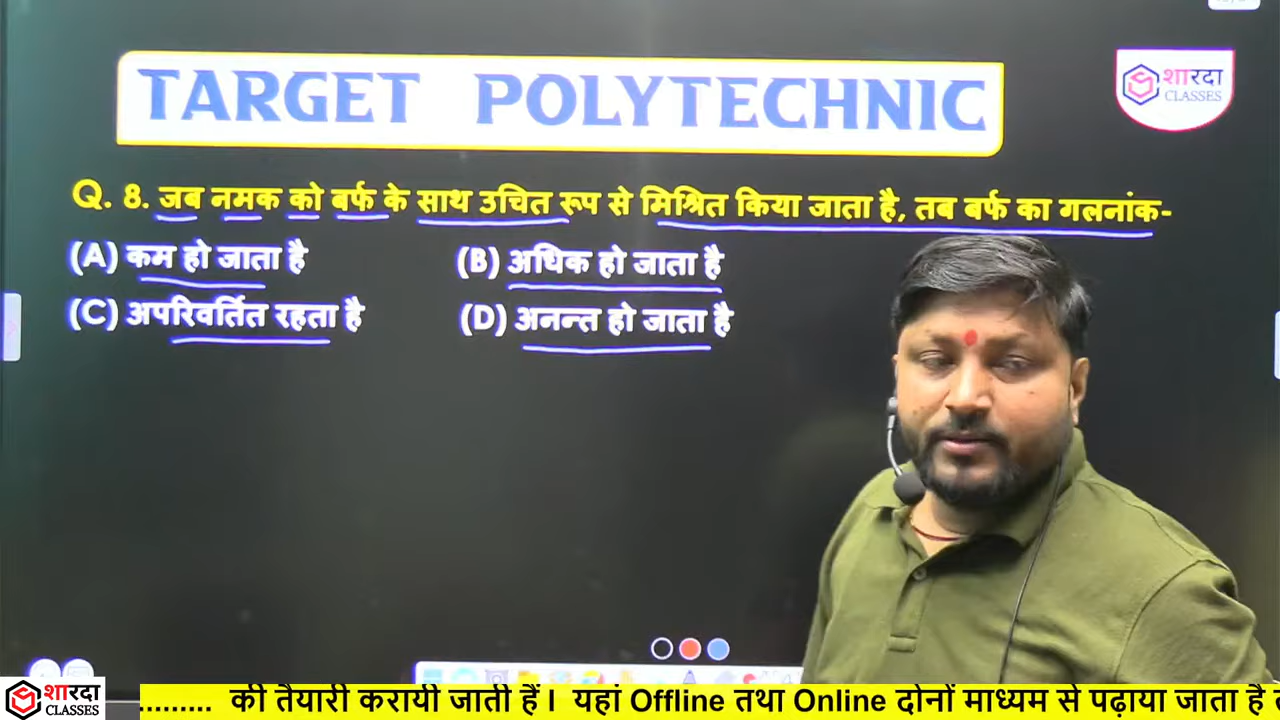 TARGET POLYTECHNIC
शारदा
CLASSES
Q. 8. जब नमक को बर्फ के साथ उचित रूप से मिश्रित किया जाता है, तब बर्फ का गलनांक-
(A) कम हो जाता है (B) अधिक हो जाता है
(C) अपरिवर्तित रहता है (D) अनन्त हो जाता है
शारदा
CLASSES
......... की तैयारी करायी जाती हैं। यहां Offline तथा Online दोनों माध्यम से पढ़ाया जाता है